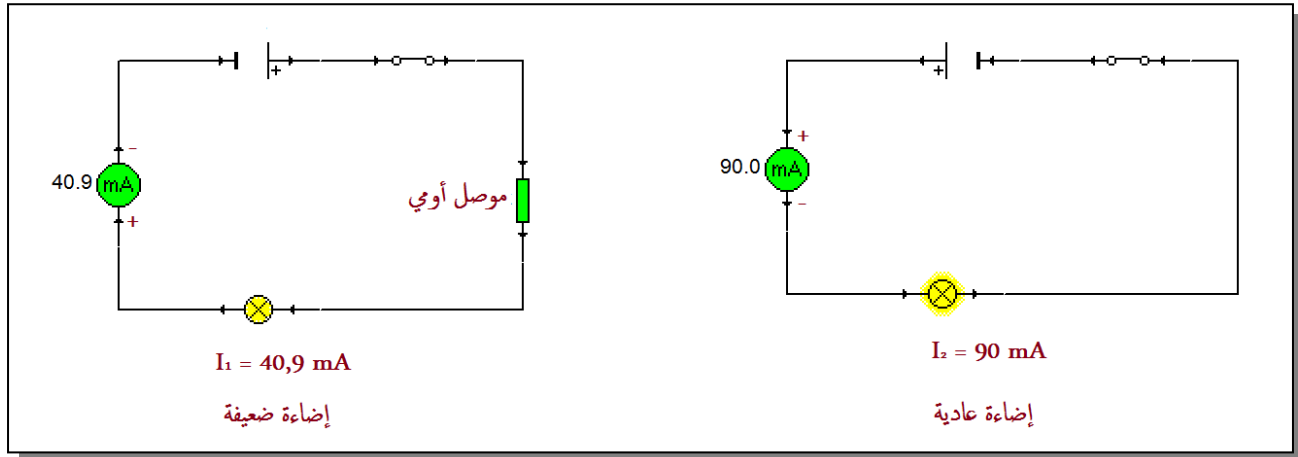 +
-
40.9 mA
+
موصل أومي
I₁ = 40,9 mA
إضاءة ضعيفة
+
+
90.0 mA
-
I₂ = 90 mA
إضاءة عادية